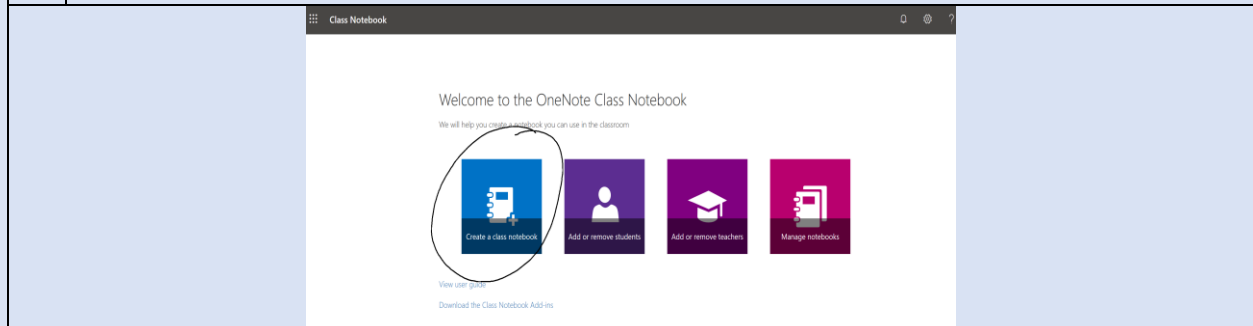 Class Notebook
?
Welcome to the OneNote Class Notebook
We will help you create a notebook you can use in the classroom
Create a class notebook
Add or remove students
Add or remove teachers
Manage notebooks
View user guide
Download the Class Notebook Add-ins